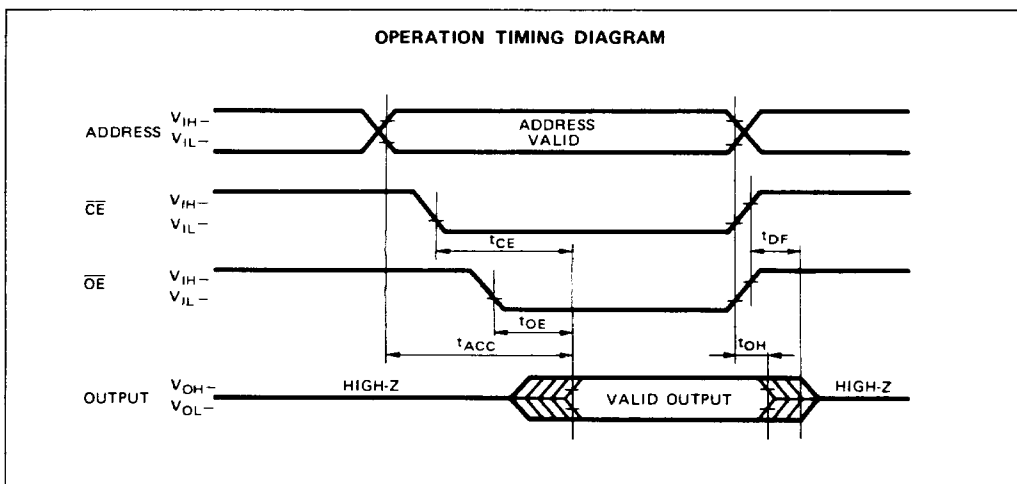 OPERATION TIMING DIAGRAM
ADDRESS
VIH
VIL
ADDRESS
VALID
CE
VIH
VIL
tCE
tDF
OE
VIH
VIL
tOE
tACC
tOH
OUTPUT
VOH
VOL
HIGH-Z
VALID OUTPUT
HIGH-Z